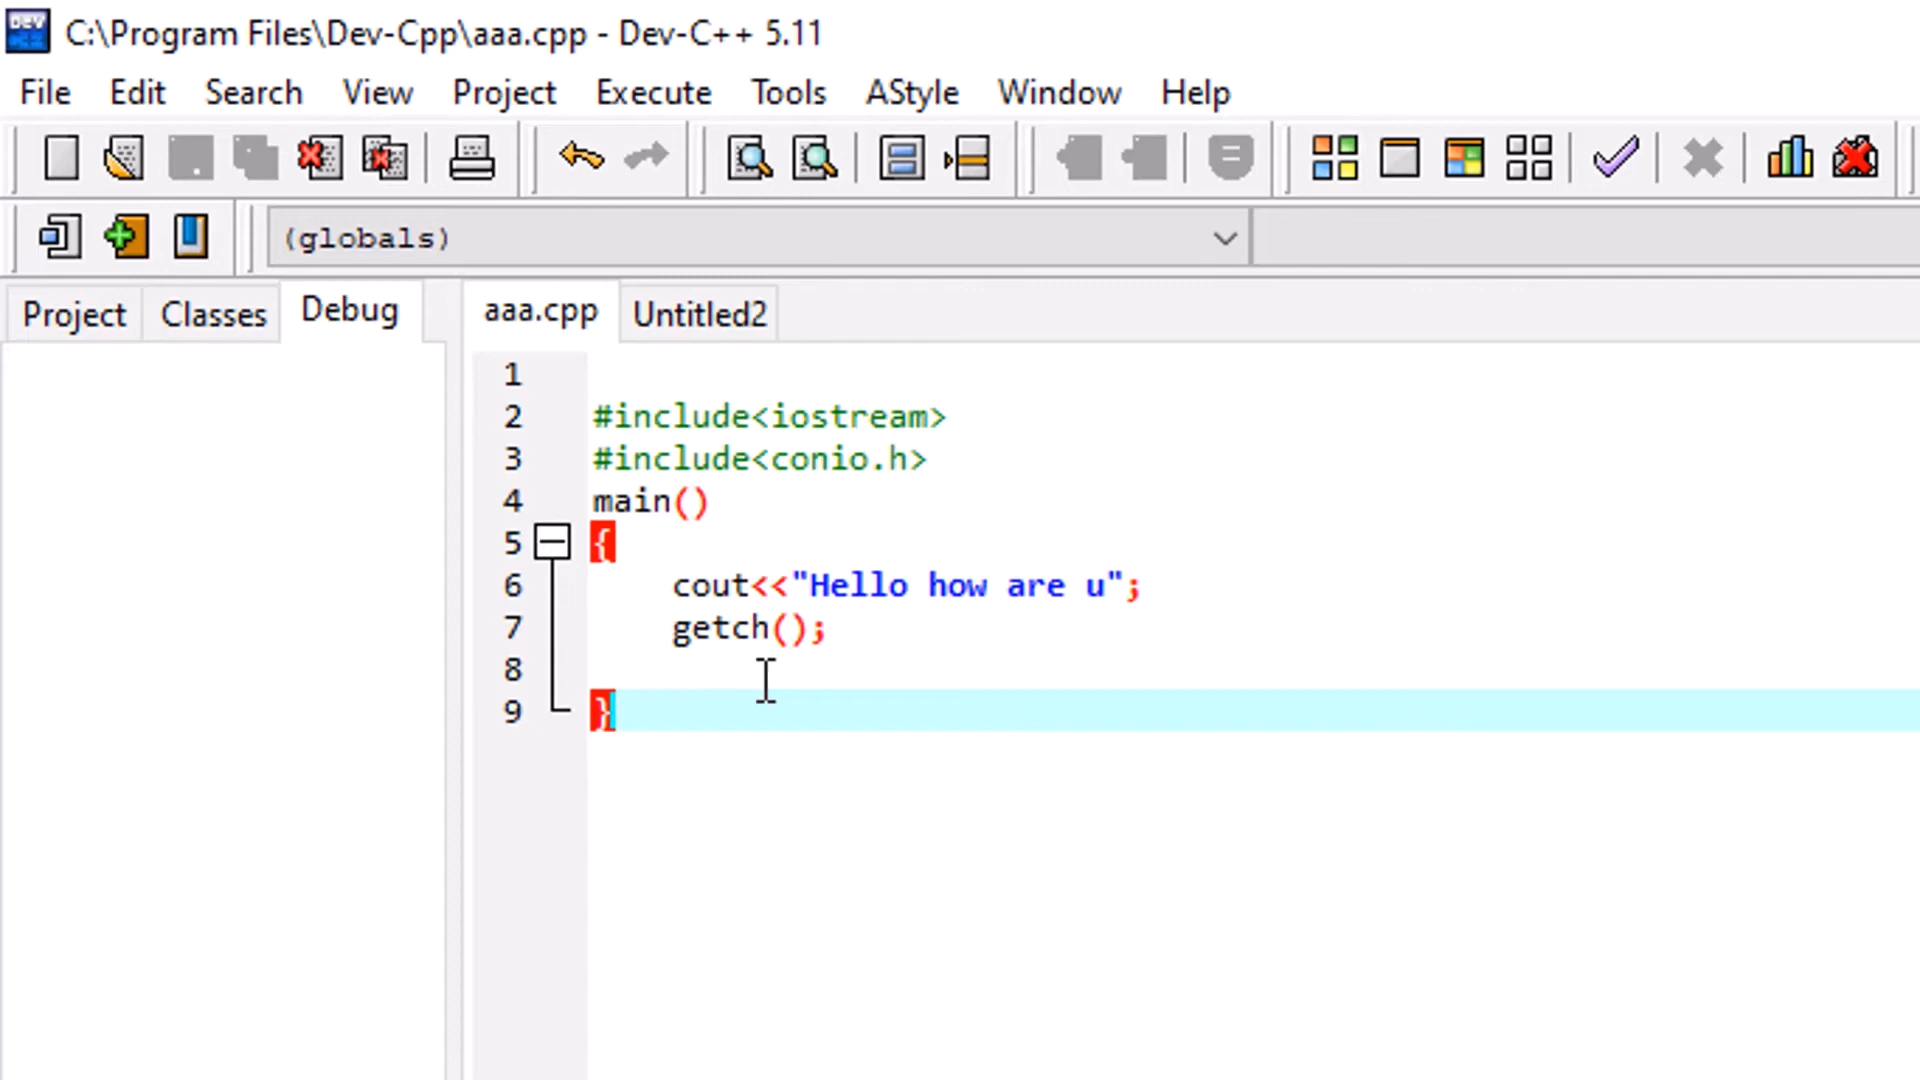 DEV
C:\Program Files\Dev-Cpp\aaa.cpp - Dev-C++ 5.11
File Edit Search View Project Execute Tools AStyle Window Help
(globals)
Project Classes Debug aaa.cpp Untitled2
1
2 #include<iostream>
3 #include<conio.h>
4 main()
5 {
6 cout<<"Hello how are u";
7 getch();
8
9 }